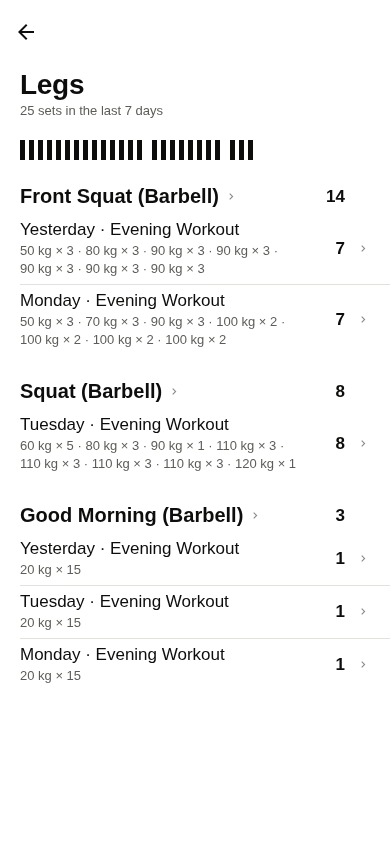 Legs
25 sets in the last 7 days
Front Squat (Barbell) › 14
Yesterday · Evening Workout
50 kg × 3 · 80 kg × 3 · 90 kg × 3 · 90 kg × 3 ·
90 kg × 3 · 90 kg × 3 · 90 kg × 3
7 ›
Monday · Evening Workout
50 kg × 3 · 70 kg × 3 · 90 kg × 3 · 100 kg × 2 ·
100 kg × 2 · 100 kg × 2 · 100 kg × 2
7 ›
Squat (Barbell) › 8
Tuesday · Evening Workout
60 kg × 5 · 80 kg × 3 · 90 kg × 1 · 110 kg × 3 ·
110 kg × 3 · 110 kg × 3 · 110 kg × 3 · 120 kg × 1
8 ›
Good Morning (Barbell) › 3
Yesterday · Evening Workout
20 kg × 15
1 ›
Tuesday · Evening Workout
20 kg × 15
1 ›
Monday · Evening Workout
20 kg × 15
1 ›